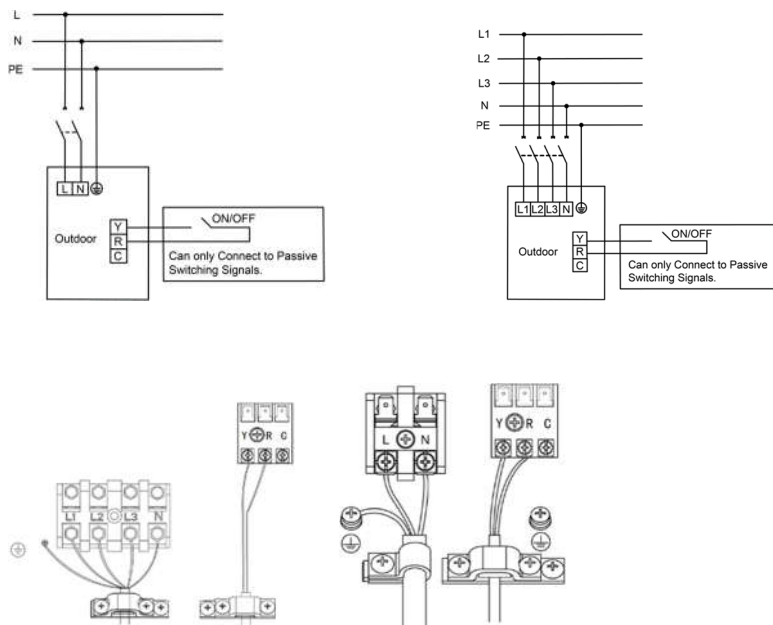 L
N
PE
L N
Y
R
C
Outdoor
ON/OFF
Can only Connect to Passive
Switching Signals.
L1
L2
L3
N
PE
L1 L2 L3 N
Y
R
C
Outdoor
ON/OFF
Can only Connect to Passive
Switching Signals.
L1 L2 L3 N
Y R C
L N
Y R C